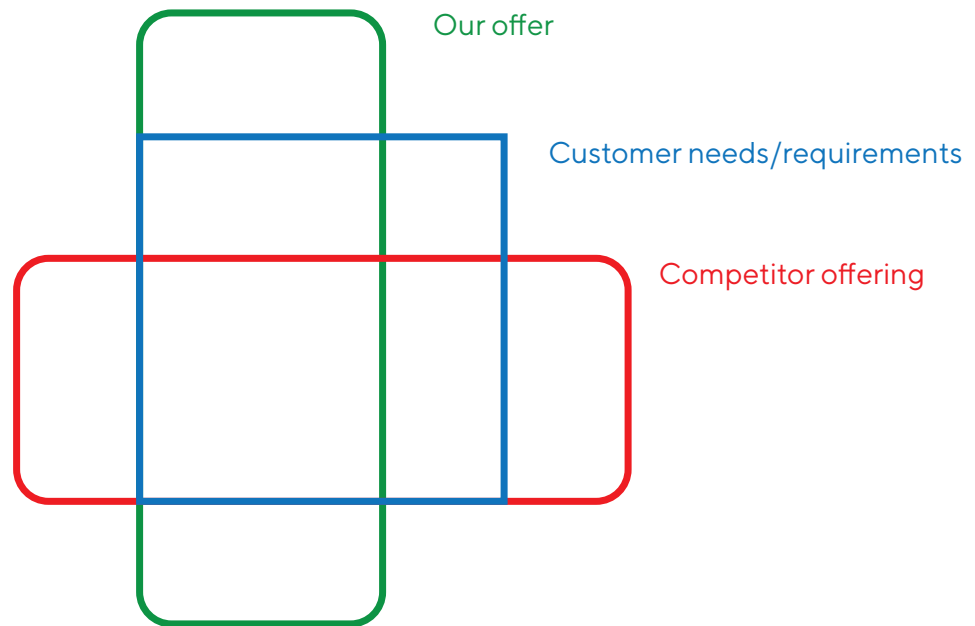 Our offer
Customer needs/requirements
Competitor offering